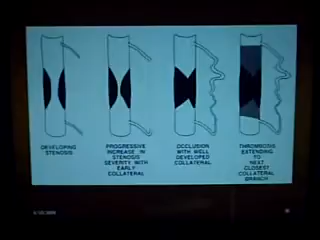 DEVELOPING
STENOSIS
PROGRESSIVE
INCREASE IN
STENOSIS
SEVERITY WITH
EARLY
COLLATERAL
OCCLUSION
WITH WELL
DEVELOPED
COLLATERAL
THROMBOSIS
EXTENDING
TO
NEXT
CLOSEST
COLLATERAL
BRANCH